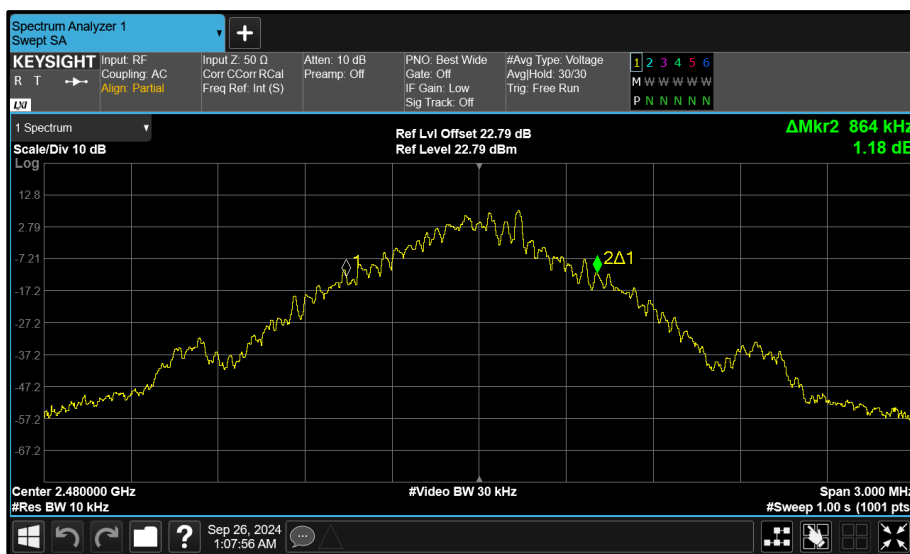 Spectrum Analyzer 1
Swept SA
+
KEYSIGHT
R T
LXI
Input: RF
Coupling: AC
Align: Partial
Input Z: 50 Ω
Corr CCorr RCal
Freq Ref: Int (S)
Atten: 10 dB
Preamp: Off
PNO: Best Wide
Gate: Off
IF Gain: Low
Sig Track: Off
#Avg Type: Voltage
Avg|Hold: 30/30
Trig: Free Run
1 2 3 4 5 6
M W W W W W
P N N N N N
1 Spectrum
Scale/Div 10 dB
Ref Lvl Offset 22.79 dB
Ref Level 22.79 dBm
ΔMkr2 864 kHz
1.18 dB
Log
12.8
2.79
-7.21
-17.2
-27.2
-37.2
-47.2
-57.2
-67.2
1
2Δ1
Center 2.480000 GHz
#Res BW 10 kHz
#Video BW 30 kHz
Span 3.000 MHz
#Sweep 1.00 s (1001 pts
?
Sep 26, 2024
1:07:56 AM